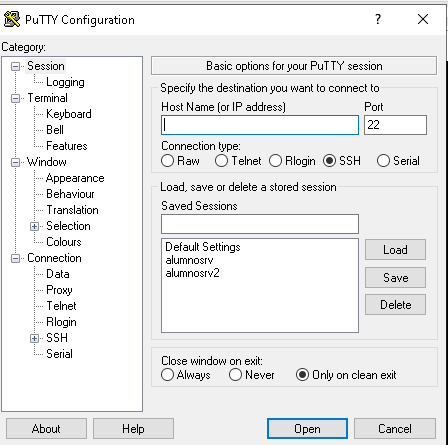 PuTTY Configuration ? ×
Category:
Session
Logging
Terminal
Keyboard
Bell
Features
Window
Appearance
Behaviour
Translation
Selection
Colours
Connection
Data
Proxy
Telnet
Rlogin
SSH
Serial
Basic options for your PuTTY session
Specify the destination you want to connect to
Host Name (or IP address) Port
22
Connection type:
Raw Telnet Rlogin SSH Serial
Load, save or delete a stored session
Saved Sessions
Default Settings
alumnosrv
alumnosrv2
Load
Save
Delete
Close window on exit:
Always Never Only on clean exit
About Help Open Cancel